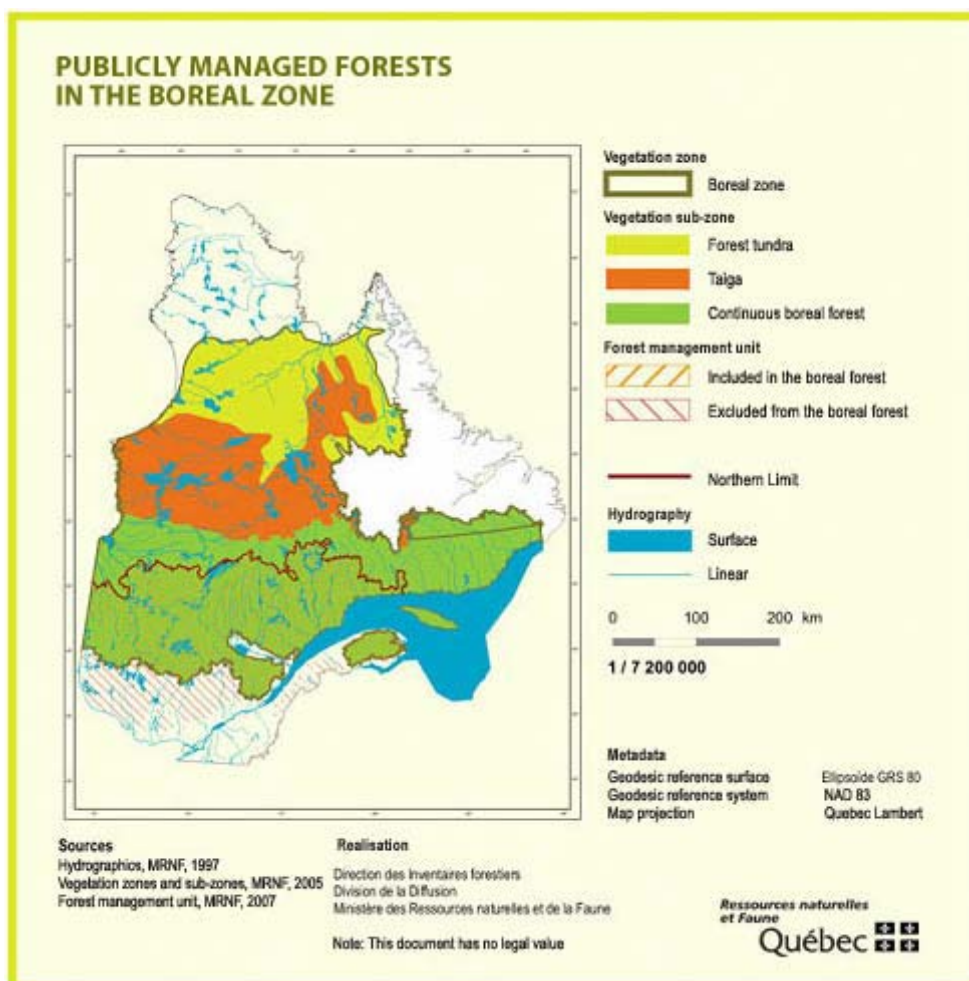 PUBLICLY MANAGED FORESTS
IN THE BOREAL ZONE
Vegetation zone
Boreal zone
Vegetation sub-zone
Forest tundra
Taiga
Continuous boreal forest
Forest management unit
Included in the boreal forest
Excluded from the boreal forest
Northern Limit
Hydrography
Surface
Linear
0 100 200 km
1 / 7 200 000
Metadata
Geodesic reference surface Ellipsoïde GRS 80
Geodesic reference system NAD 83
Map projection Quebec Lambert
Sources
Hydrographics, MRNF, 1997
Vegetation zones and sub-zones, MRNF, 2005
Forest management unit, MRNF, 2007
Realisation
Direction des Inventaires forestiers
Division de la Diffusion
Ministère des Ressources naturelles et de la Faune
Note: This document has no legal value
Ressources naturelles
et Faune
Québec